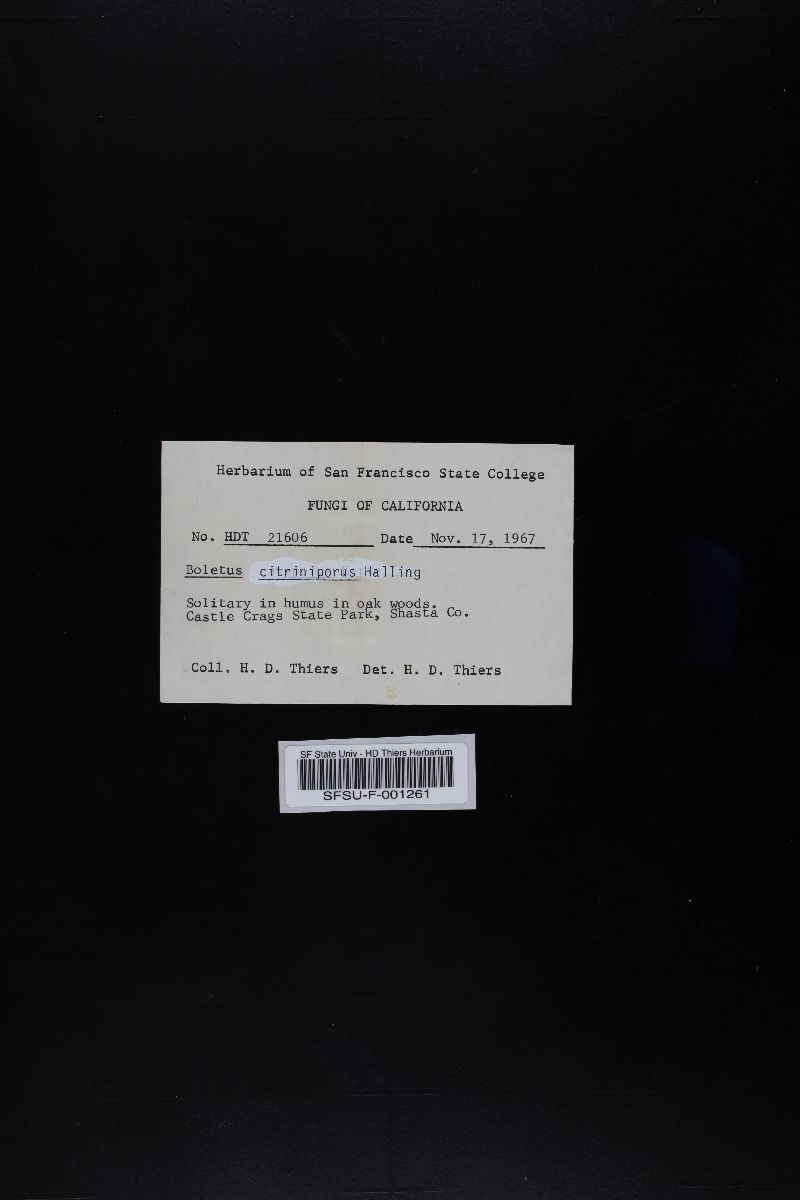 Herbarium of San Francisco State College
FUNGI OF CALIFORNIA
No. HDT 21606 Date Nov. 17, 1967
Boletus citriniporus Halling
Solitary in humus in oak woods.
Castle Crags State Park, Shasta Co.
Coll. H. D. Thiers Det. H. D. Thiers
SF State Univ - HD Thiers Herbarium
SFSU-F-001261